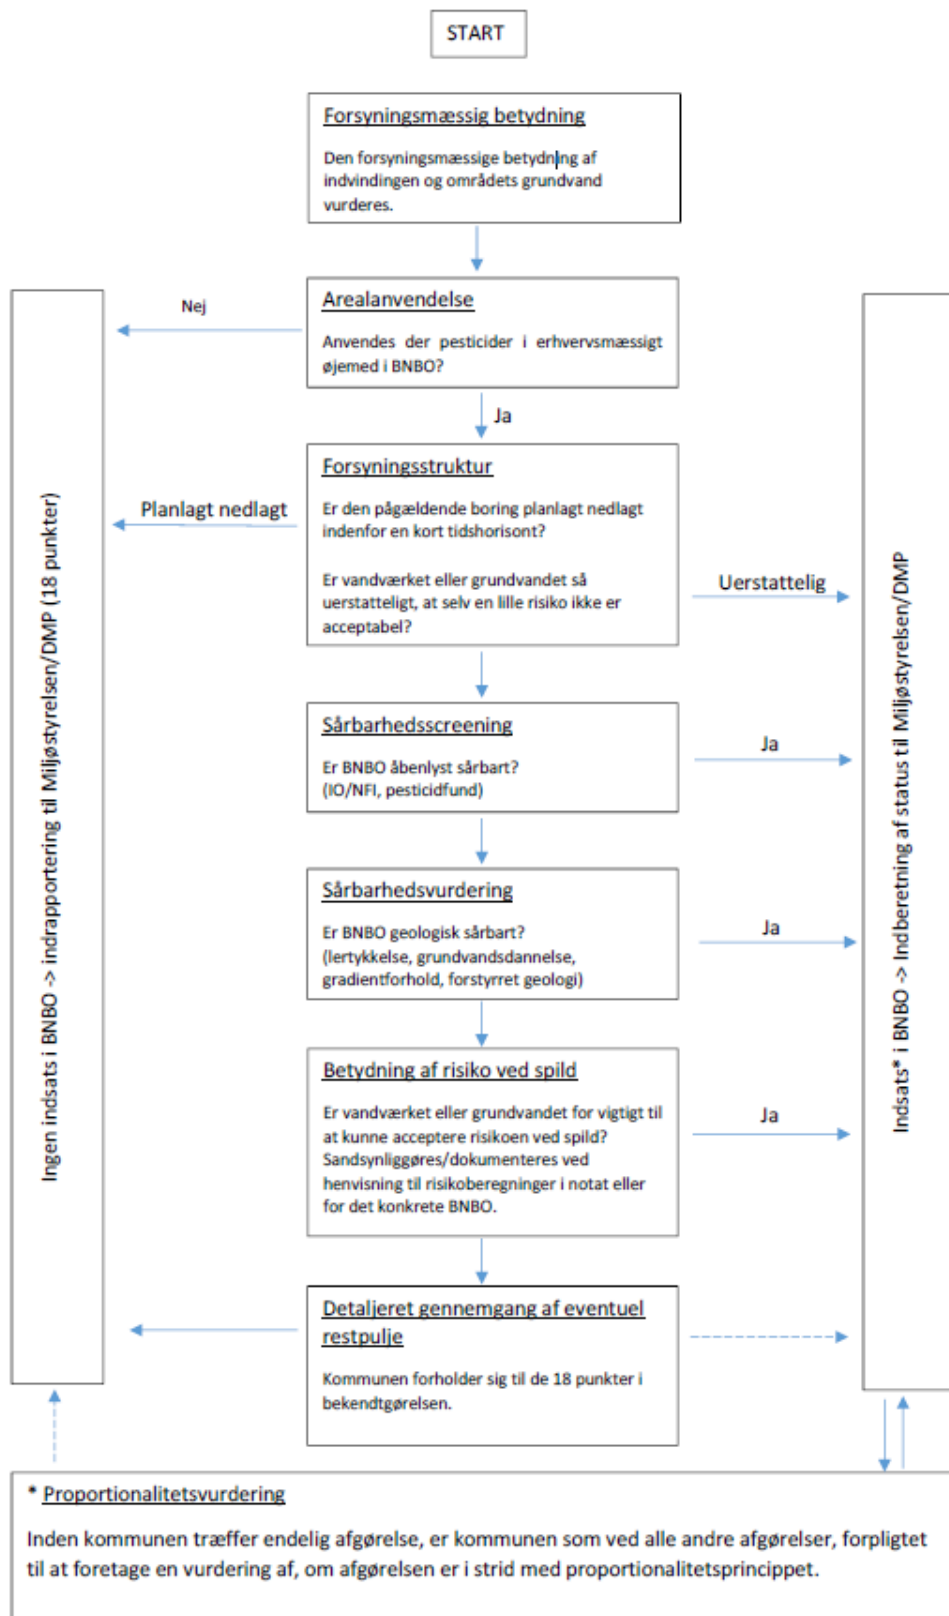 START
Forsyningsmæssig betydning
Den forsyningsmæssige betydning af
indvindingen og områdets grundvand
vurderes.
Arealanvendelse
Anvendes der pesticider i erhvervsmæssigt
øjemed i BNBO?
Nej
Ja
Forsyningsstruktur
Er den pågældende boring planlagt nedlagt
indenfor en kort tidshorisont?
Er vandværket eller grundvandet så
uerstatteligt, at selv en lille risiko ikke er
acceptabel?
Planlagt nedlagt
Uerstattelig
Sårbarhedsscreening
Er BNBO åbenlyst sårbart?
(IO/NFI, pesticidfund)
Ja
Sårbarhedsvurdering
Er BNBO geologisk sårbart?
(lertykkelse, grundvandsdannelse,
gradientforhold, forstyrret geologi)
Ja
Betydning af risiko ved spild
Er vandværket eller grundvandet for vigtigt til
at kunne acceptere risikoen ved spild?
Sandsynliggøres/dokumenteres ved
henvisning til risikoberegninger i notat eller
for det konkrete BNBO.
Ja
Detaljeret gennemgang af eventuel
restpulje
Kommunen forholder sig til de 18 punkter i
bekendtgørelsen.
Ingen indsats i BNBO -> indrapportering til Miljøstyrelsen/DMP (18 punkter)
Indsats* i BNBO -> Indberetning af status til Miljøstyrelsen/DMP
* Proportionalitetsvurdering
Inden kommunen træffer endelig afgørelse, er kommunen som ved alle andre afgørelser, forpligtet
til at foretage en vurdering af, om afgørelsen er i strid med proportionalitetsprincippet.